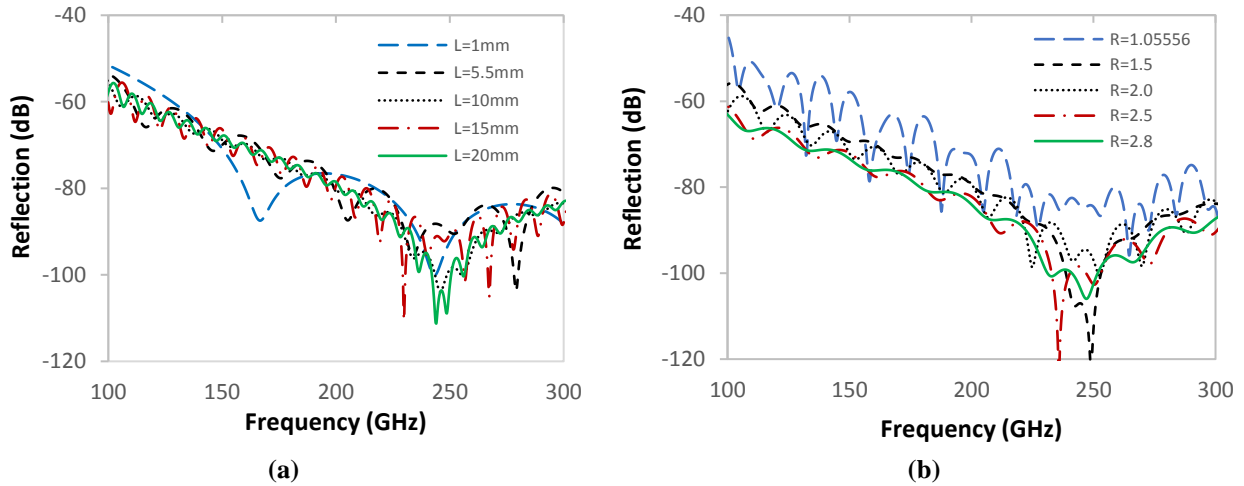 -40
-60
-80
-100
-120
Reflection (dB)
L=1mm
L=5.5mm
L=10mm
L=15mm
L=20mm
100
150
200
250
300
Frequency (GHz)
(a)
-40
-60
-80
-100
-120
Reflection (dB)
R=1.05556
R=1.5
R=2.0
R=2.5
R=2.8
100
150
200
250
300
Frequency (GHz)
(b)